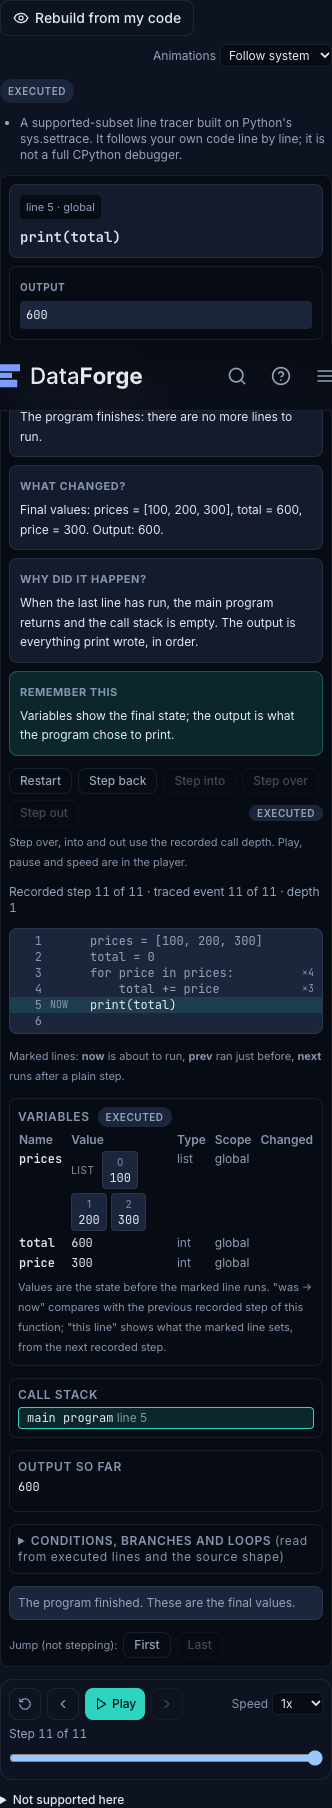 Rebuild from my code
Animations Follow system
EXECUTED
• A supported-subset line tracer built on Python's
sys.settrace. It follows your own code line by line; it is
not a full CPython debugger.
line 5 · global
print(total)
OUTPUT
600
DataForge
The program finishes: there are no more lines to
run.
WHAT CHANGED?
Final values: prices = [100, 200, 300], total = 600,
price = 300. Output: 600.
WHY DID IT HAPPEN?
When the last line has run, the main program
returns and the call stack is empty. The output is
everything print wrote, in order.
REMEMBER THIS
Variables show the final state; the output is what
the program chose to print.
Restart Step back Step into Step over
Step out EXECUTED
Step over, into and out use the recorded call depth. Play,
pause and speed are in the player.
Recorded step 11 of 11 · traced event 11 of 11 · depth
1
1 prices = [100, 200, 300]
2 total = 0
3 for price in prices: ×4
4 total += price ×3
5 NOW print(total)
6
Marked lines: now is about to run, prev ran just before, next
runs after a plain step.
VARIABLES EXECUTED
Name Value Type Scope Changed
prices LIST 0 100 list global
1 200 2 300
total 600 int global
price 300 int global
Values are the state before the marked line runs. "was →
now" compares with the previous recorded step of this
function; "this line" shows what the marked line sets,
from the next recorded step.
CALL STACK
main program line 5
OUTPUT SO FAR
600
▶ CONDITIONS, BRANCHES AND LOOPS (read
from executed lines and the source shape)
The program finished. These are the final values.
Jump (not stepping): First Last
Play Speed 1x
Step 11 of 11
▶ Not supported here